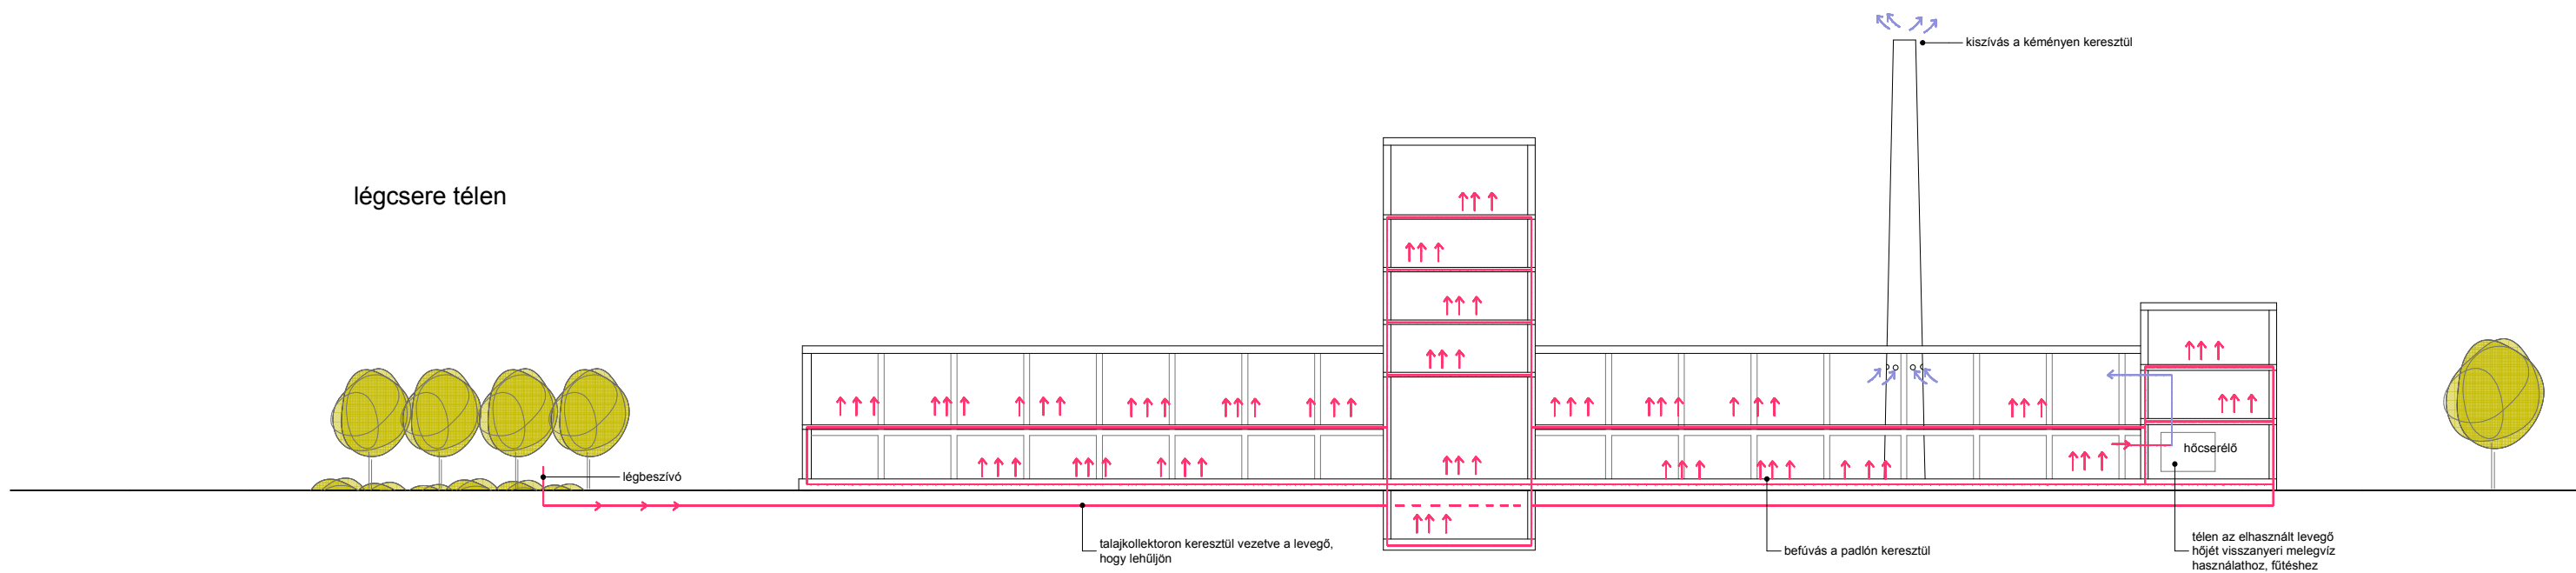 kiszívás a kéményen keresztül
légcsere télen
hőcserélő
légbeszívó
talajkollektoron keresztül vezetve a levegő,
hogy lehűljön
befúvás a padlón keresztül
télen az elhasznált levegő
hőjét visszanyeri melegvíz
használathoz, fűtéshez